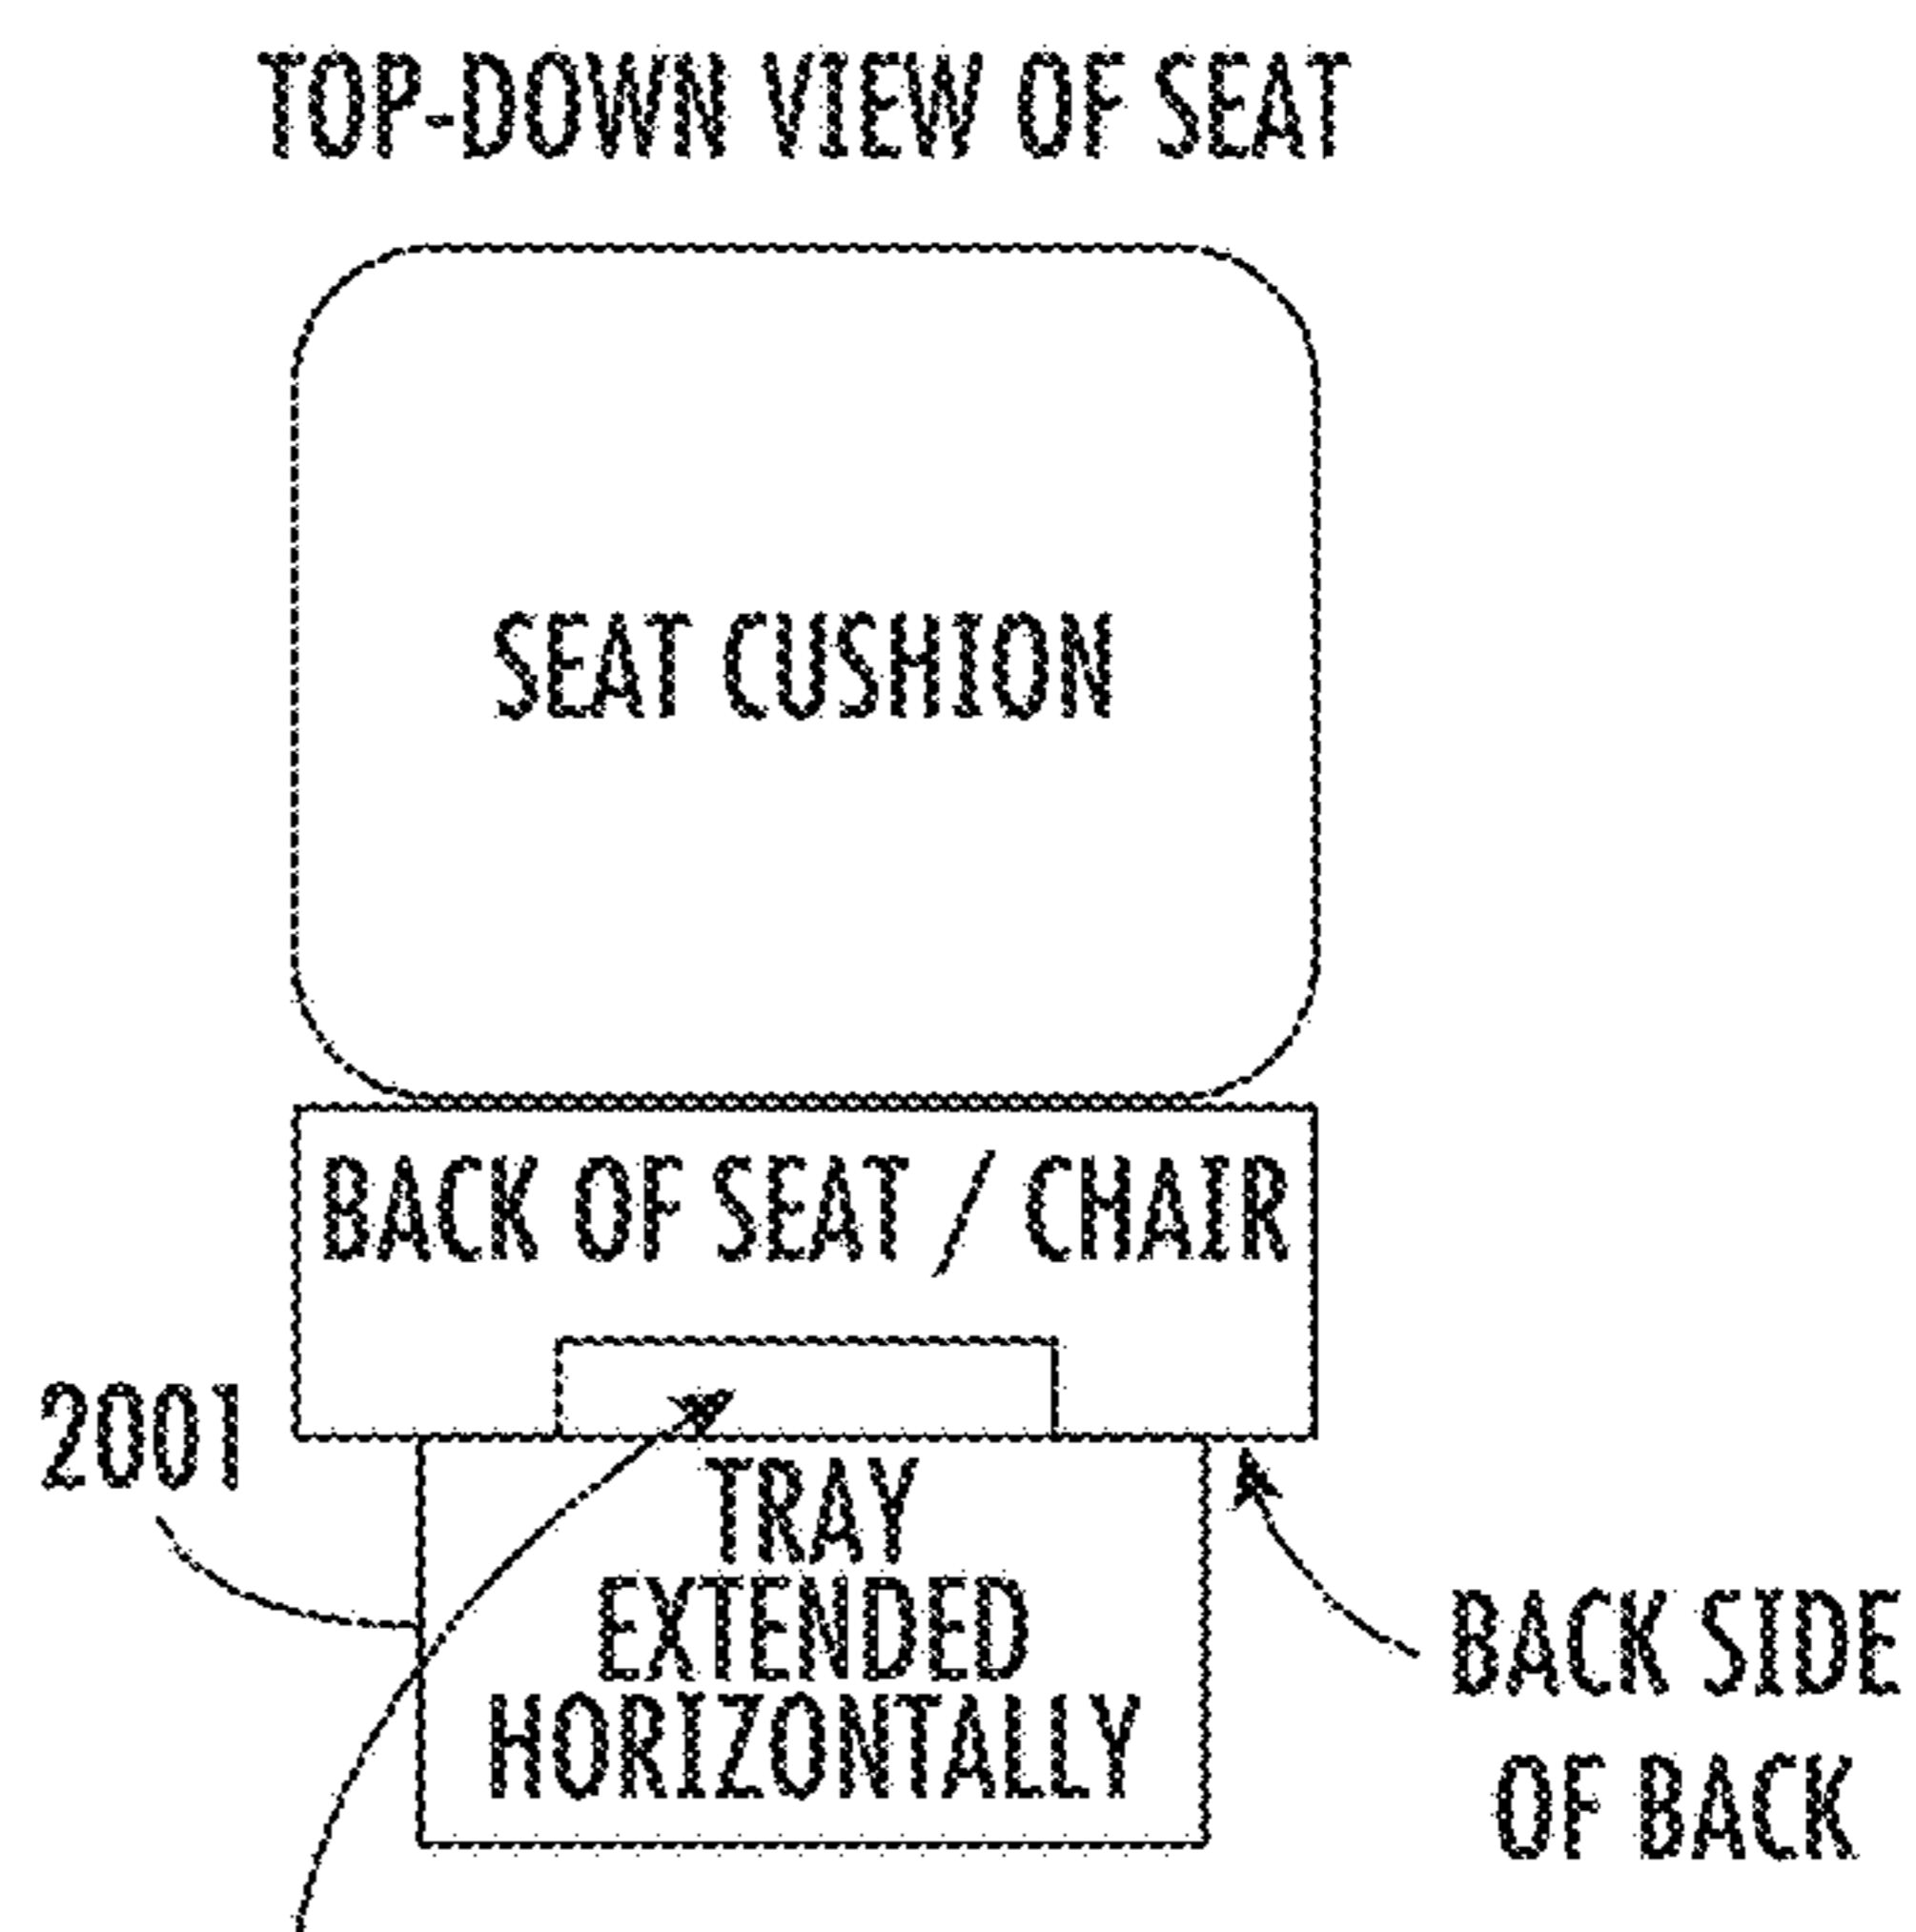 TOP-DOWN VIEW OF SEAT
SEAT CUSHION
BACK OF SEAT / CHAIR
2001
TRAY
EXTENDED
HORIZONTALLY
BACK SIDE
OF BACK